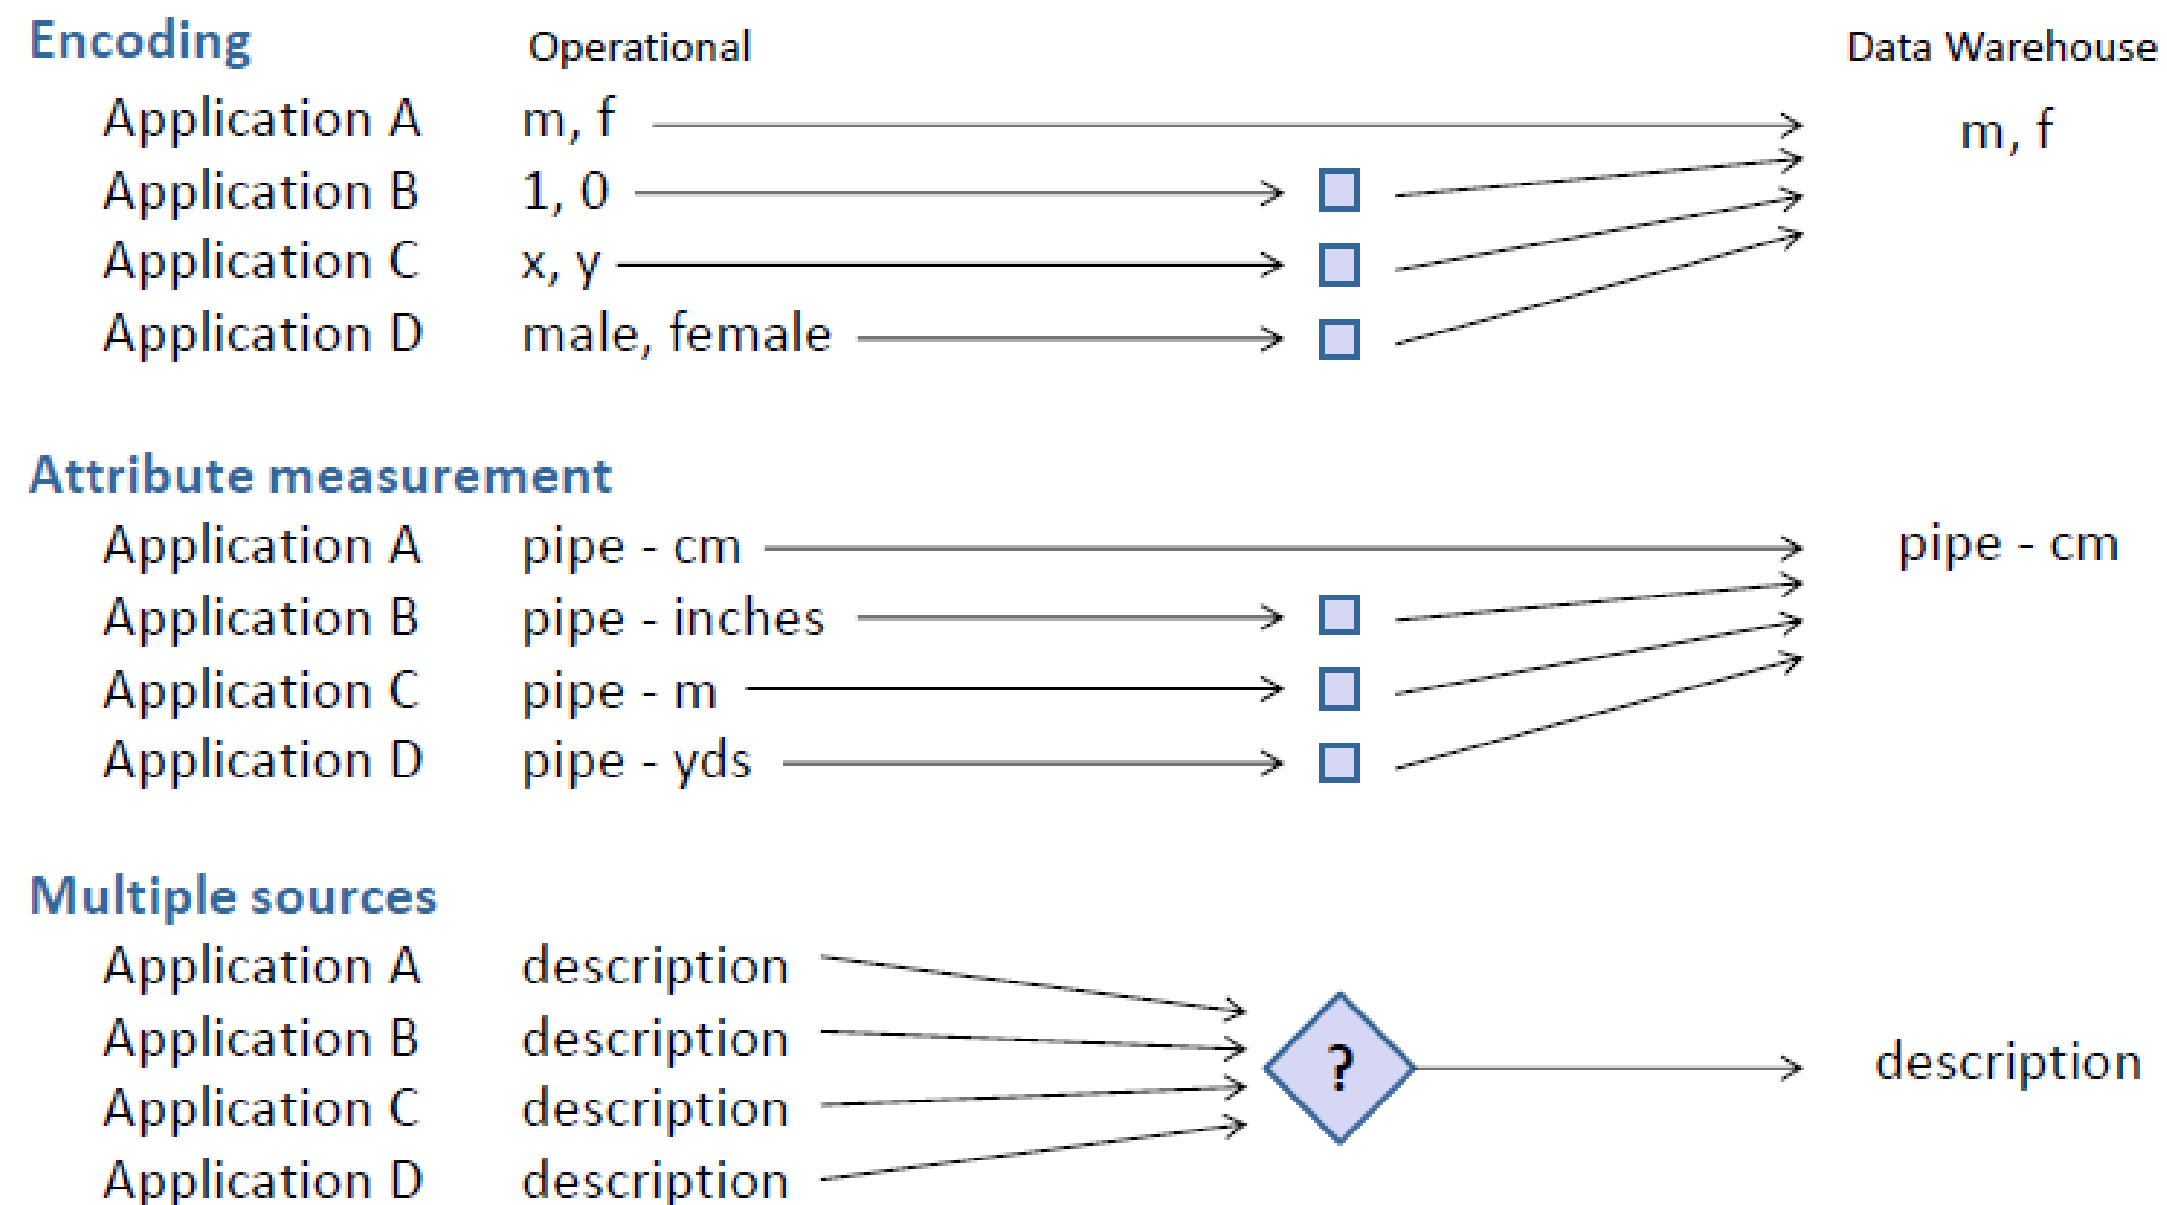 Encoding Operational Data Warehouse
Application A m, f m, f
Application B 1, 0
Application C x, y
Application D male, female
Attribute measurement
Application A pipe - cm pipe - cm
Application B pipe - inches
Application C pipe - m
Application D pipe - yds
Multiple sources
Application A description
Application B description
? description
Application C description
Application D description